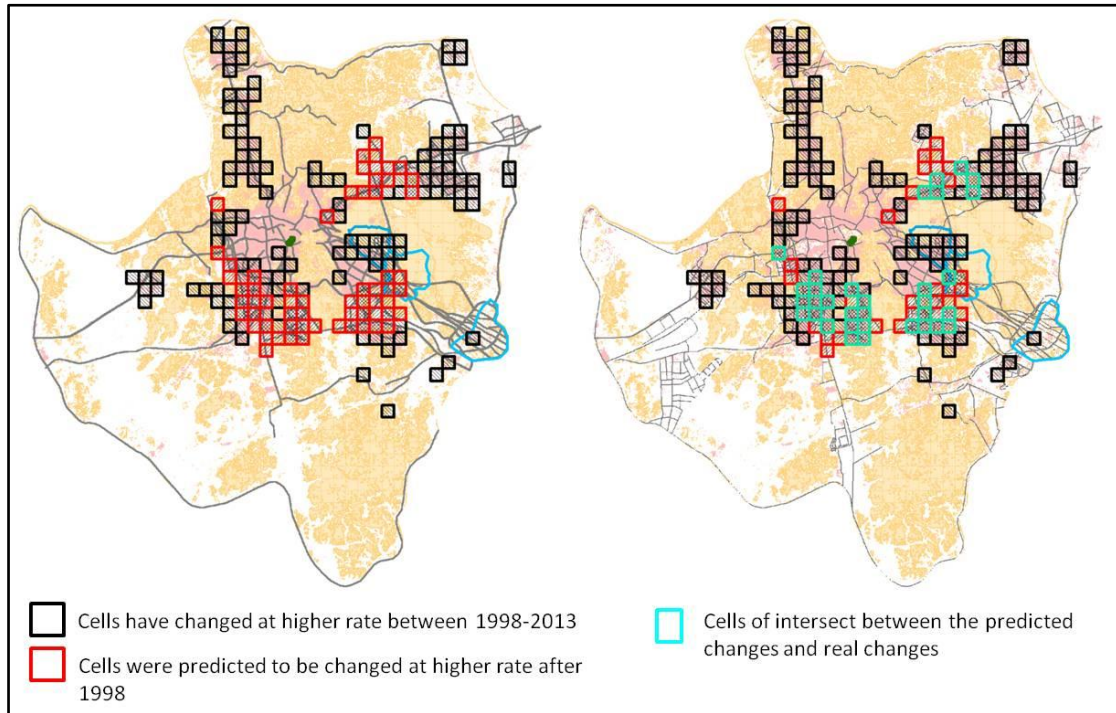 Cells have changed at higher rate between 1998-2013
Cells were predicted to be changed at higher rate after
1998
Cells of intersect between the predicted
changes and real changes